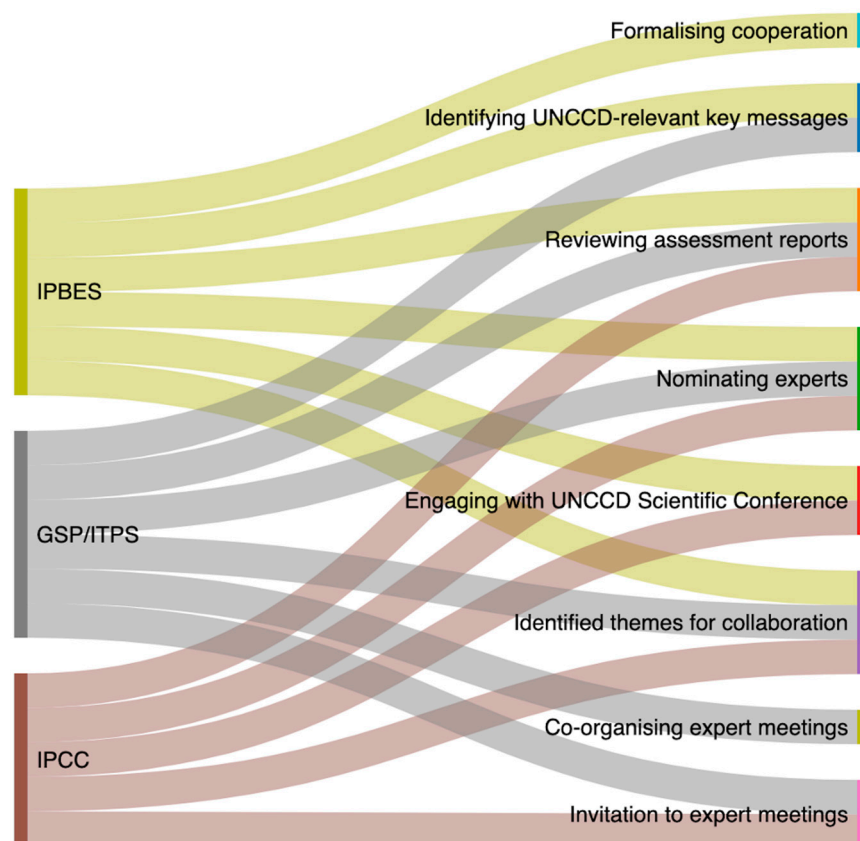 Formalising cooperation
Identifying UNCCD-relevant key messages
Reviewing assessment reports
IPBES
Nominating experts
Engaging with UNCCD Scientific Conference
GSP/ITPS
Identified themes for collaboration
Co-organising expert meetings
IPCC
Invitation to expert meetings